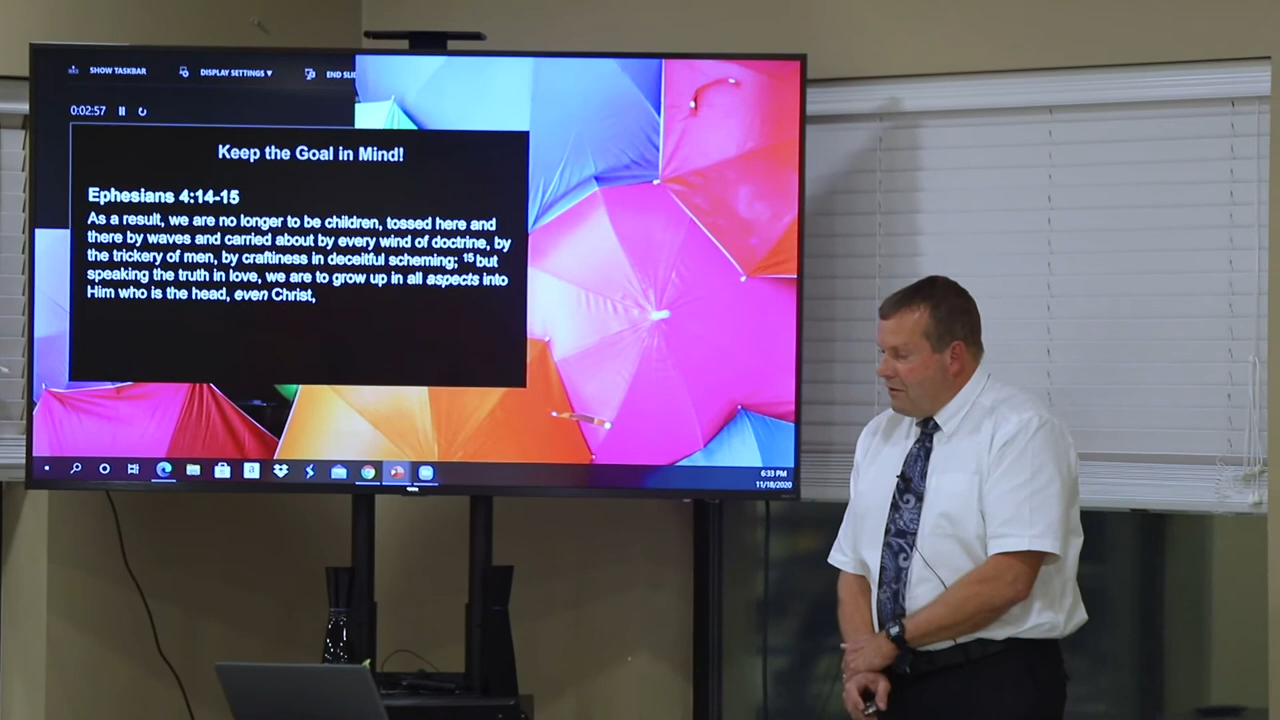 SHOW TASKBAR DISPLAY SETTINGS ▼ END SLI
0:02:57
Keep the Goal in Mind!
Ephesians 4:14-15
As a result, we are no longer to be children, tossed here and
there by waves and carried about by every wind of doctrine, by
the trickery of men, by craftiness in deceitful scheming; ¹⁵ but
speaking the truth in love, we are to grow up in all aspects into
Him who is the head, even Christ,
a
6:33 PM
11/18/2020